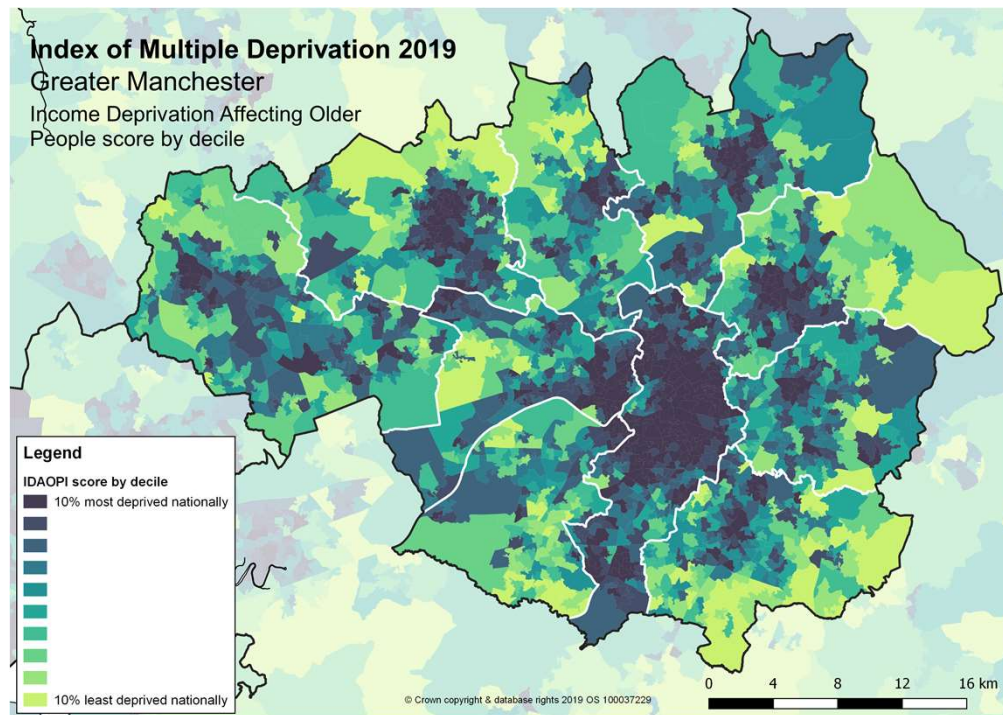 Index of Multiple Deprivation 2019
Greater Manchester
Income Deprivation Affecting Older
People score by decile
Legend
IDAOPI score by decile
10% most deprived nationally
10% least deprived nationally
© Crown copyright & database rights 2019 OS 100037229
0 4 8 12 16 km